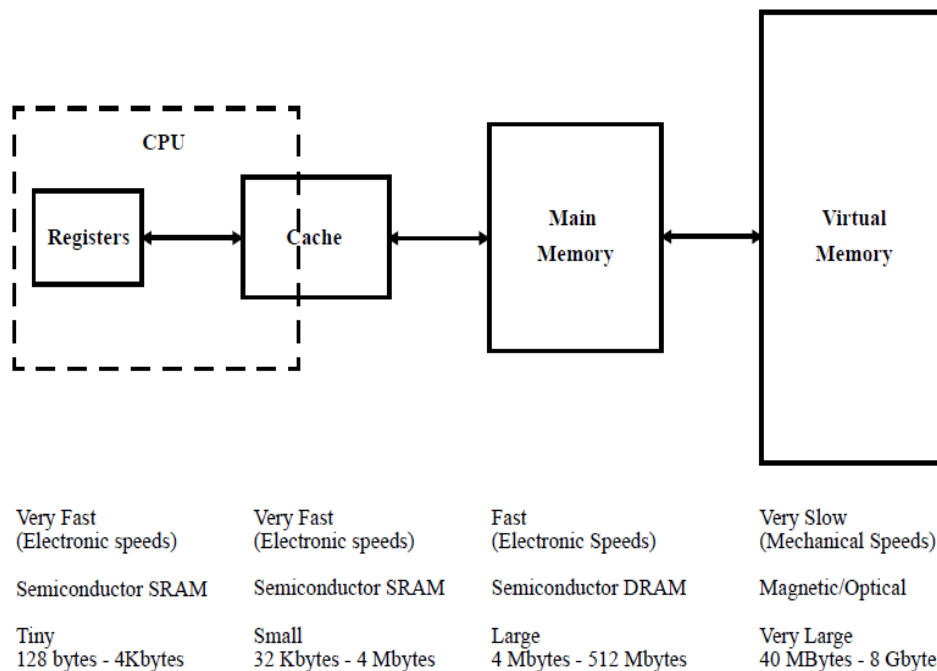 CPU
Registers
Cache
Main
Memory
Virtual
Memory
Very Fast
(Electronic speeds)
Semiconductor SRAM
Tiny
128 bytes - 4Kbytes
Very Fast
(Electronic speeds)
Semiconductor SRAM
Small
32 Kbytes - 4 Mbytes
Fast
(Electronic Speeds)
Semiconductor DRAM
Large
4 Mbytes - 512 Mbytes
Very Slow
(Mechanical Speeds)
Magnetic/Optical
Very Large
40 MBytes - 8 Gbyte